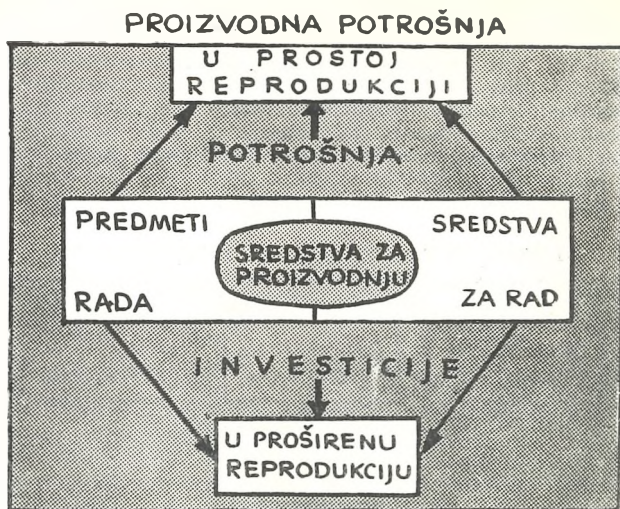 PROIZVODNA POTROŠNJA
U PROSTOJ
REPRODUKCIJI
POTROŠNJA
PREDMETI
RADA
SREDSTVA ZA
PROIZVODNJU
SREDSTVA
ZA RAD
INVESTICIJE
U PROŠIRENU
REPRODUKCIJU